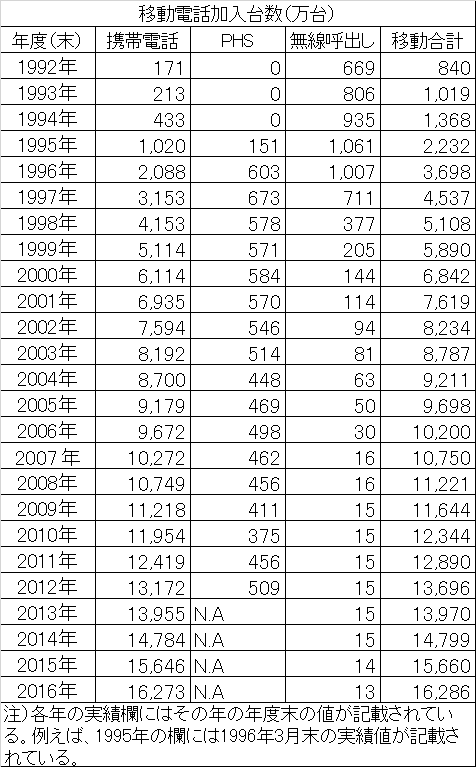 移動電話加入台数(万台)
年度(末) 携帯電話 PHS 無線呼出し 移動合計
1992年 171 0 669 840
1993年 213 0 806 1,019
1994年 433 0 935 1,368
1995年 1,020 151 1,061 2,232
1996年 2,088 603 1,007 3,698
1997年 3,153 673 711 4,537
1998年 4,153 578 377 5,108
1999年 5,114 571 205 5,890
2000年 6,114 584 144 6,842
2001年 6,935 570 114 7,619
2002年 7,594 546 94 8,234
2003年 8,192 514 81 8,787
2004年 8,700 448 63 9,211
2005年 9,179 469 50 9,698
2006年 9,672 498 30 10,200
2007年 10,272 462 16 10,750
2008年 10,749 456 16 11,221
2009年 11,218 411 15 11,644
2010年 11,954 375 15 12,344
2011年 12,419 456 15 12,890
2012年 13,172 509 15 13,696
2013年 13,955 N.A 15 13,970
2014年 14,784 N.A 15 14,799
2015年 15,646 N.A 14 15,660
2016年 16,273 N.A 13 16,286
注)各年の実績欄にはその年の年度末の値が記載されてい
る。例えば、1995年の欄には1996年3月末の実績値が記載さ
れている。